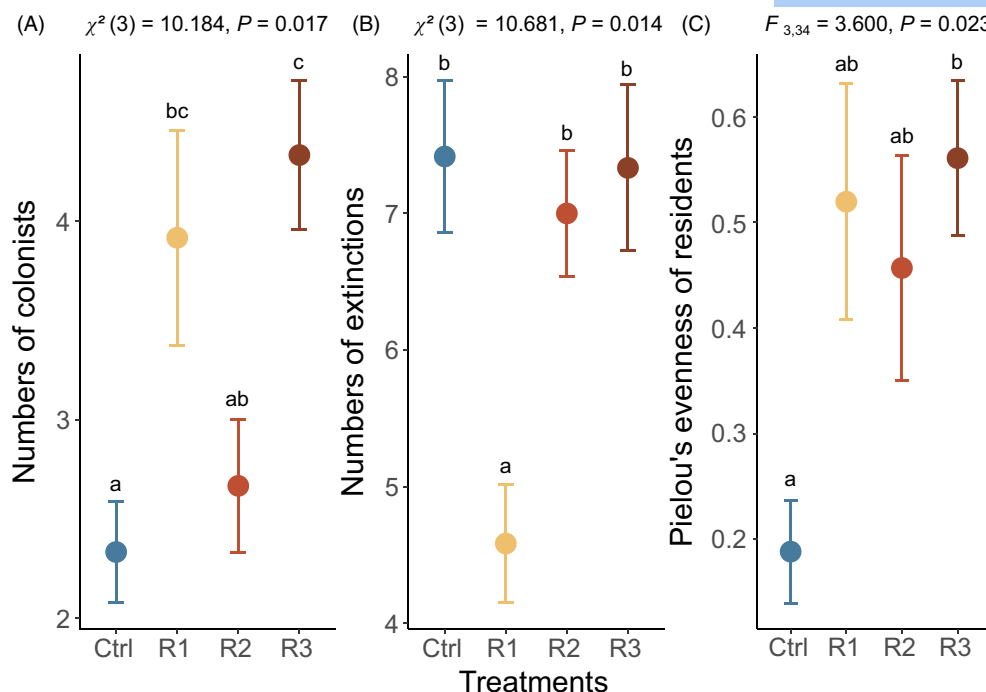 (A) χ² (3) = 10.184, P = 0.017
(B) χ² (3) = 10.681, P = 0.014
(C) F 3,34 = 3.600, P = 0.023
Numbers of colonists
4
3
2
a
bc
ab
c
Ctrl R1 R2 R3
Numbers of extinctions
8
7
6
5
4
b
a
b
b
Ctrl R1 R2 R3
Pielou's evenness of residents
0.6
0.5
0.4
0.3
0.2
a
ab
ab
b
Ctrl R1 R2 R3
Treatments